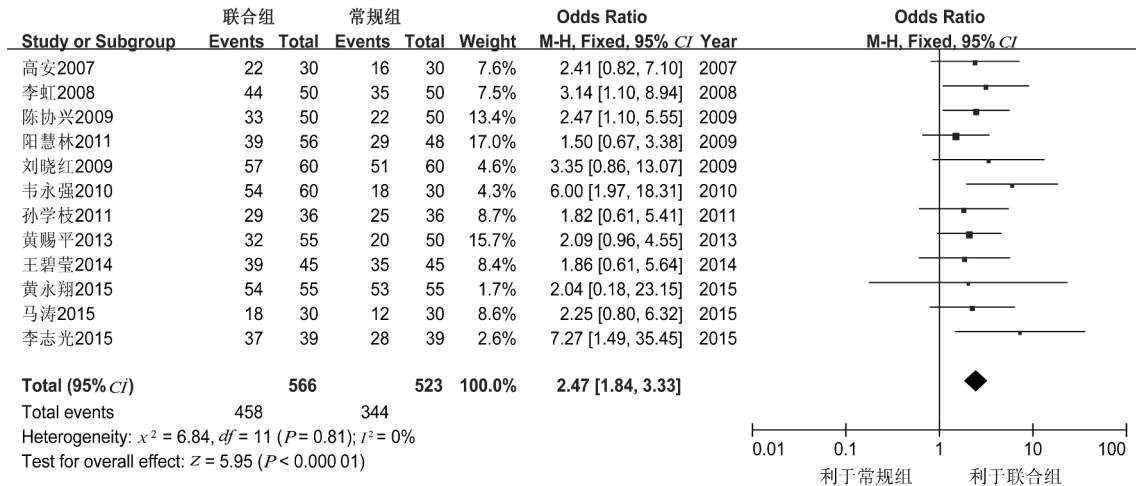 联合组 常规组 Odds Ratio Odds Ratio
Study or Subgroup Events Total Events Total Weight M-H, Fixed, 95% CI Year M-H, Fixed, 95% CI
高安2007 22 30 16 30 7.6% 2.41 [0.82, 7.10] 2007
李虹2008 44 50 35 50 7.5% 3.14 [1.10, 8.94] 2008
陈协兴2009 33 50 22 50 13.4% 2.47 [1.10, 5.55] 2009
阳慧林2011 39 56 29 48 17.0% 1.50 [0.67, 3.38] 2009
刘晓红2009 57 60 51 60 4.6% 3.35 [0.86, 13.07] 2009
韦永强2010 54 60 18 30 4.3% 6.00 [1.97, 18.31] 2010
孙学枝2011 29 36 25 36 8.7% 1.82 [0.61, 5.41] 2011
黄赐平2013 32 55 20 50 15.7% 2.09 [0.96, 4.55] 2013
王碧莹2014 39 45 35 45 8.4% 1.86 [0.61, 5.64] 2014
黄永翔2015 54 55 53 55 1.7% 2.04 [0.18, 23.15] 2015
马涛2015 18 30 12 30 8.6% 2.25 [0.80, 6.32] 2015
李志光2015 37 39 28 39 2.6% 7.27 [1.49, 35.45] 2015
Total (95% CI) 566 523 100.0% 2.47 [1.84, 3.33]
Total events 458 344
Heterogeneity: x² = 6.84, df = 11 (P = 0.81); I² = 0%
Test for overall effect: Z = 5.95 (P < 0.000 01)
0.01 0.1 1 10 100
利于常规组 利于联合组